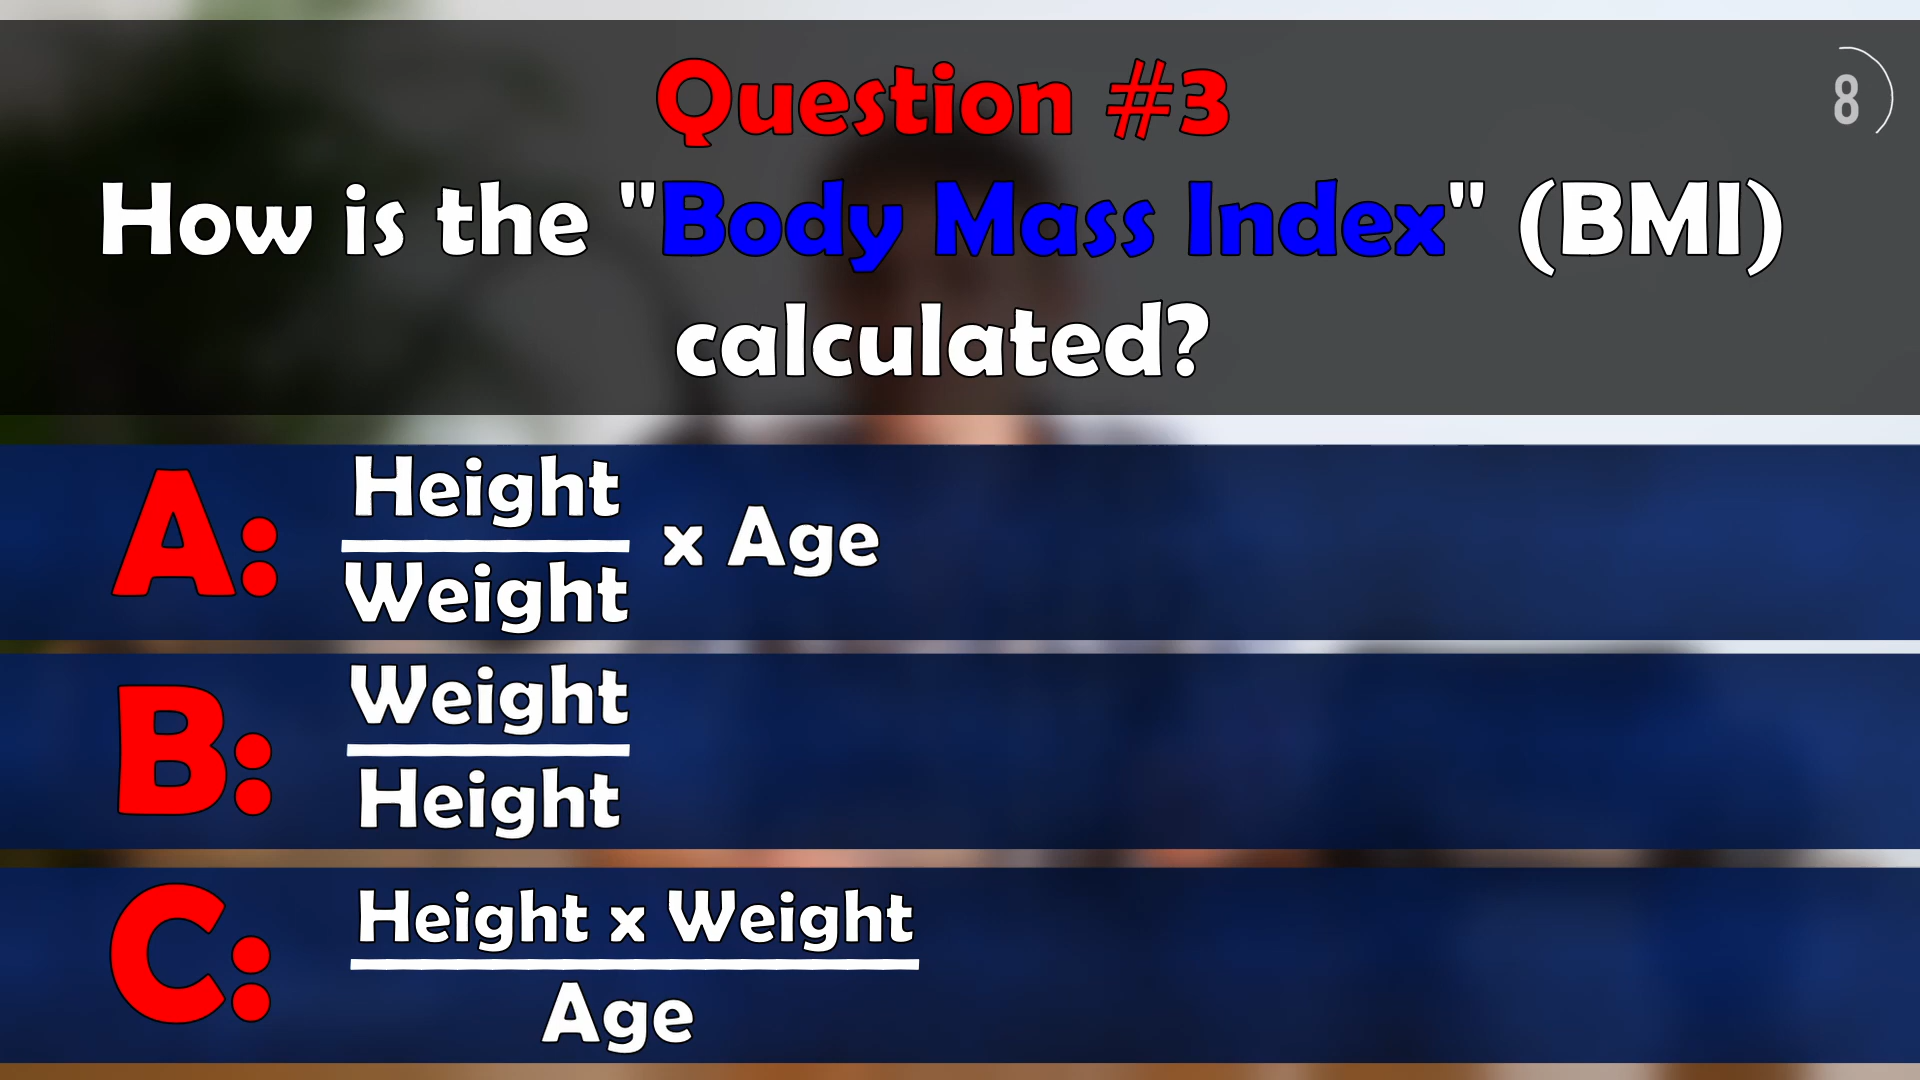 Question #3
8
How is the "Body Mass Index" (BMI)
calculated?
A:
Height
Weight
x Age
B:
Weight
Height
C:
Height x Weight
Age